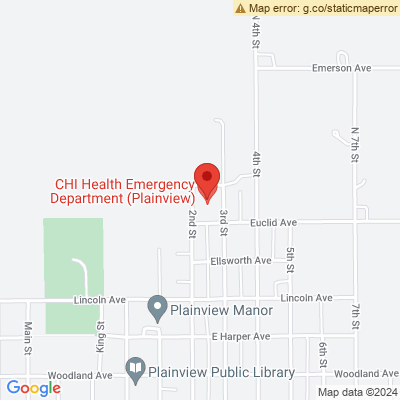 Map error: g.co/staticmaperror
N 4th St
Emerson Ave
N 7th St
4th St
CHI Health Emergency
Department (Plainview)
2nd St
3rd St
Euclid Ave
5th St
Ellsworth Ave
Lincoln Ave
Lincoln Ave
Plainview Manor
7th St
Main St
King St
E Harper Ave
6th St
Woodland Ave
Plainview Public Library
Woodland Ave
Google
Map data ©2024